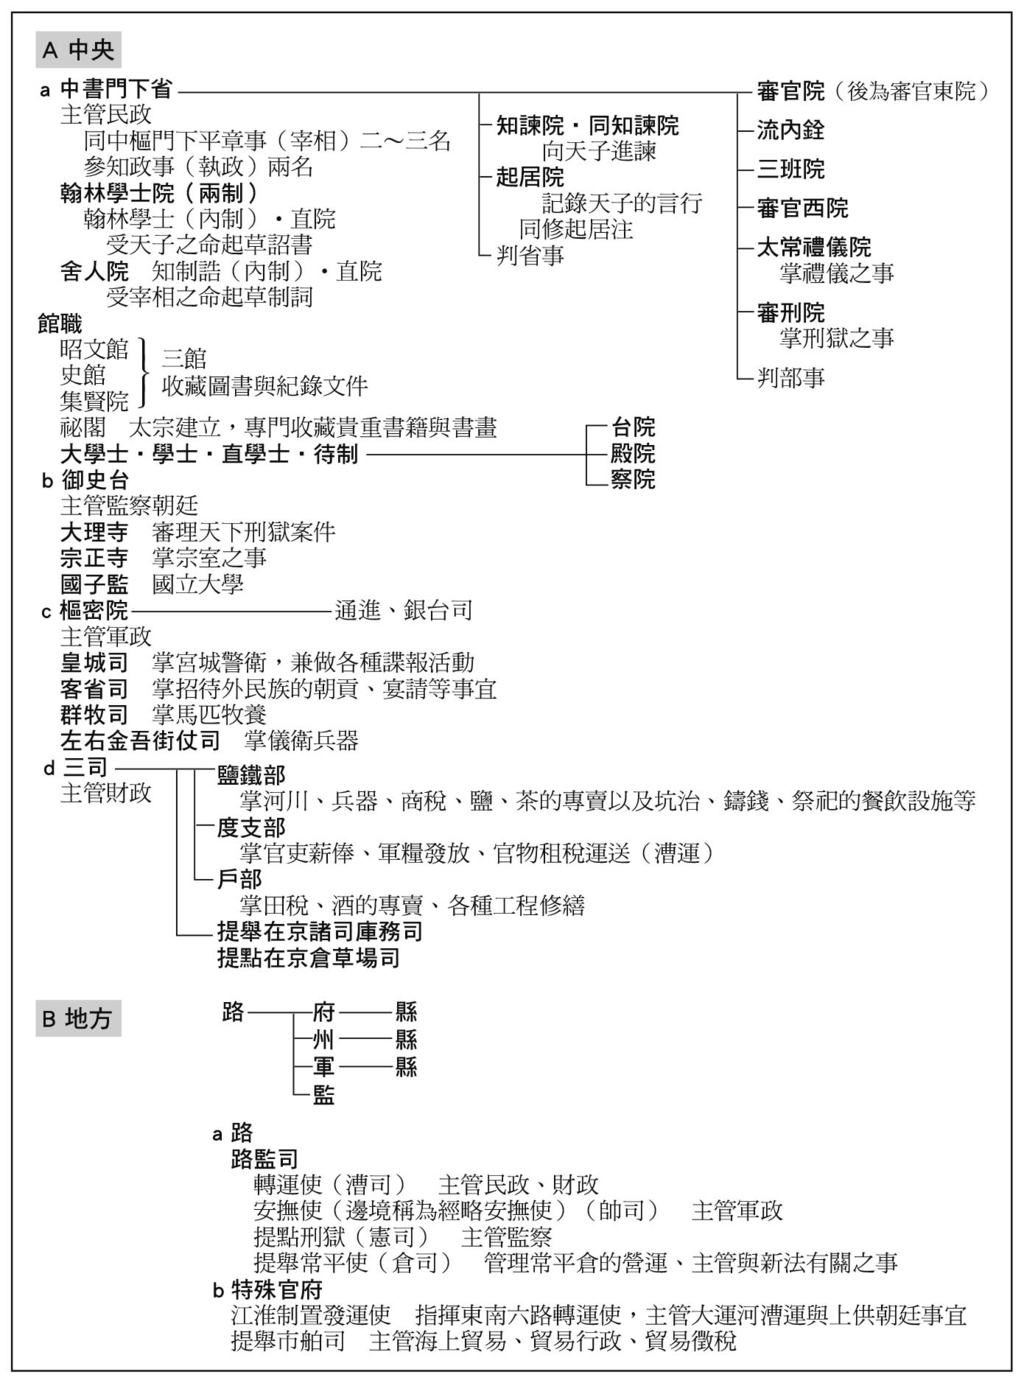 A 中央
a 中書門下省
主管民政
同中樞門下平章事（宰相）二～三名
參知政事（執政）兩名
翰林學士院（兩制）
翰林學士（內制）・直院
受天子之命起草詔書
舍人院　知制誥（內制）・直院
受宰相之命起草制詞
知諫院・同知諫院
向天子進諫
起居院
記錄天子的言行
同修起居注
判省事
審官院（後為審官東院）
流內銓
三班院
審官西院
太常禮儀院
掌禮儀之事
審刑院
掌刑獄之事
判部事
館職
昭文館
史館
集賢院
三館
收藏圖書與紀錄文件
祕閣　太宗建立，專門收藏貴重書籍與書畫
大學士・學士・直學士・待制
台院
殿院
察院
b 御史台
主管監察朝廷
大理寺　審理天下刑獄案件
宗正寺　掌宗室之事
國子監　國立大學
c 樞密院
通進、銀台司
主管軍政
皇城司　掌宮城警衛，兼做各種諜報活動
客省司　掌招待外民族的朝貢、宴請等事宜
群牧司　掌馬匹牧養
左右金吾街仗司　掌儀衛兵器
d 三司
主管財政
鹽鐵部
掌河川、兵器、商稅、鹽、茶的專賣以及坑治、鑄錢、祭祀的餐飲設施等
度支部
掌官吏薪俸、軍糧發放、官物租稅運送（漕運）
戶部
掌田稅、酒的專賣、各種工程修繕
提舉在京諸司庫務司
提點在京倉草場司
B 地方
路
府
縣
州
縣
軍
縣
監
a 路
路監司
轉運使（漕司）　主管民政、財政
安撫使（邊境稱為經略安撫使）（帥司）　主管軍政
提點刑獄（憲司）　主管監察
提舉常平使（倉司）　管理常平倉的營運、主管與新法有關之事
b 特殊官府
江淮制置發運使　指揮東南六路轉運使，主管大運河漕運與上供朝廷事宜
提舉市舶司　主管海上貿易、貿易行政、貿易徵稅